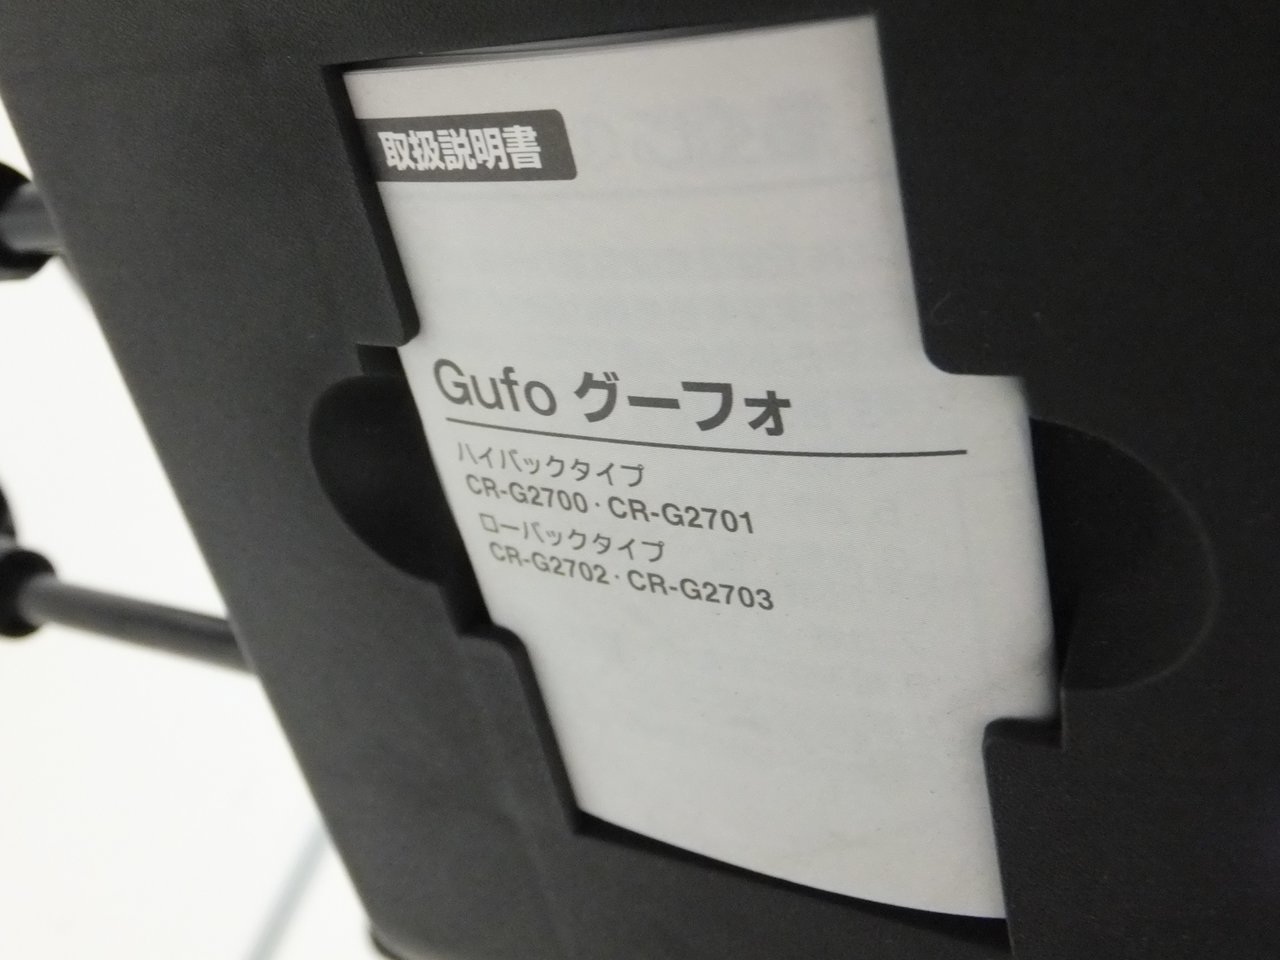 取扱説明書
Gufo グーフォ
ハイバックタイプ
CR-G2700・CR-G2701
ローバックタイプ
CR-G2702・CR-G2703